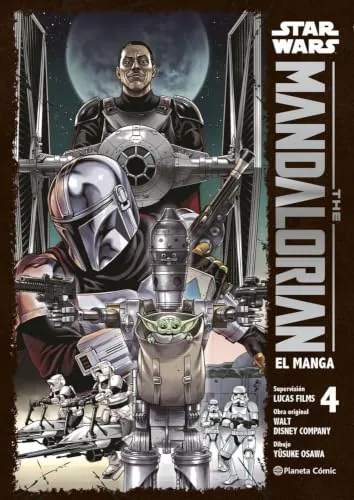 STAR
WARS
THE
MANDALORIAN
EL MANGA
Supervisión
LUCAS FILMS
4
Obra original
WALT
DISNEY COMPANY
Dibujo
YŪSUKE OSAWA
Planeta Cómic